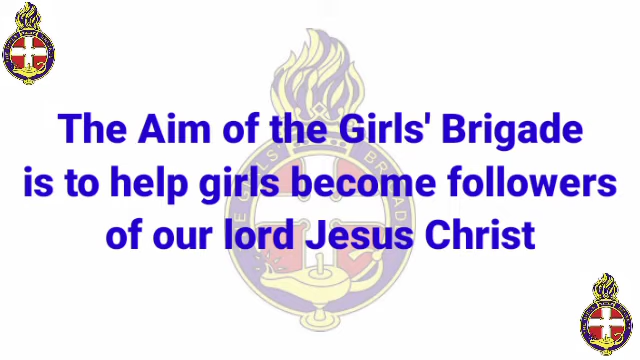 The Aim of the Girls' Brigade
is to help girls become followers
of our lord Jesus Christ